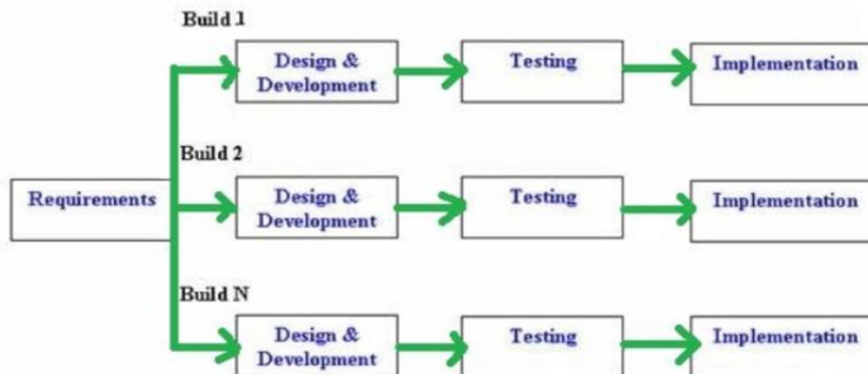 Build 1
Design &
Development
Testing
Implementation
Build 2
Requirements
Design &
Development
Testing
Implementation
Build N
Design &
Development
Testing
Implementation